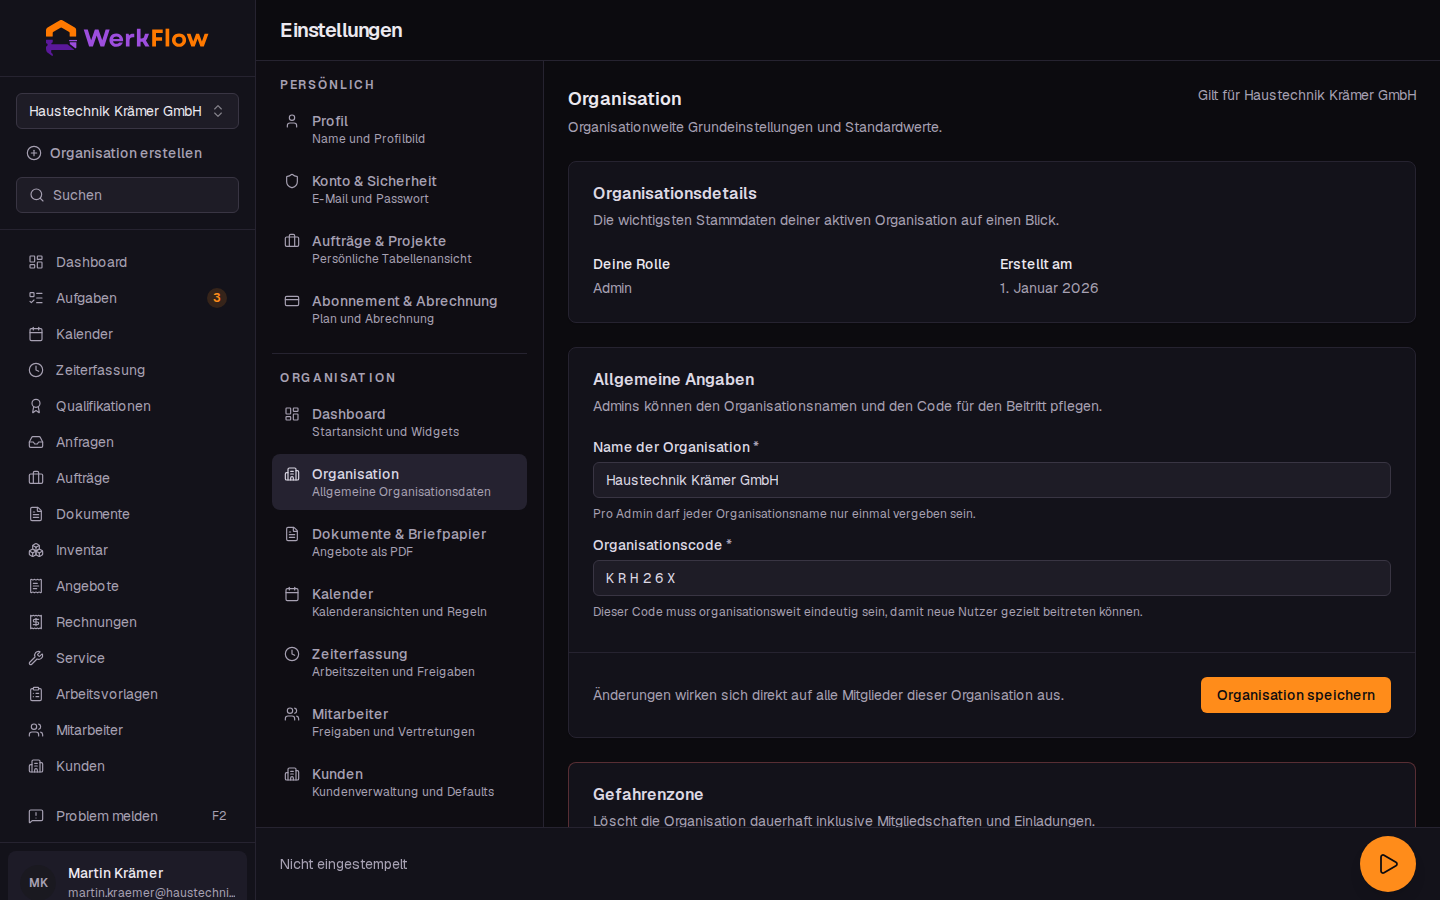 WerkFlow
Haustechnik Krämer GmbH
Organisation erstellen
Suchen
Dashboard
Aufgaben 3
Kalender
Zeiterfassung
Qualifikationen
Anfragen
Aufträge
Dokumente
Inventar
Angebote
Rechnungen
Service
Arbeitsvorlagen
Mitarbeiter
Kunden
Problem melden F2
MK
Martin Krämer
martin.kraemer@haustechni...
Einstellungen
PERSÖNLICH
Profil
Name und Profilbild
Konto & Sicherheit
E-Mail und Passwort
Aufträge & Projekte
Persönliche Tabellenansicht
Abonnement & Abrechnung
Plan und Abrechnung
ORGANISATION
Dashboard
Startansicht und Widgets
Organisation
Allgemeine Organisationsdaten
Dokumente & Briefpapier
Angebote als PDF
Kalender
Kalenderansichten und Regeln
Zeiterfassung
Arbeitszeiten und Freigaben
Mitarbeiter
Freigaben und Vertretungen
Kunden
Kundenverwaltung und Defaults
Organisation
Gilt für Haustechnik Krämer GmbH
Organisationweite Grundeinstellungen und Standardwerte.
Organisationsdetails
Die wichtigsten Stammdaten deiner aktiven Organisation auf einen Blick.
Deine Rolle
Admin
Erstellt am
1. Januar 2026
Allgemeine Angaben
Admins können den Organisationsnamen und den Code für den Beitritt pflegen.
Name der Organisation *
Haustechnik Krämer GmbH
Pro Admin darf jeder Organisationsname nur einmal vergeben sein.
Organisationscode *
KRH26X
Dieser Code muss organisationsweit eindeutig sein, damit neue Nutzer gezielt beitreten können.
Änderungen wirken sich direkt auf alle Mitglieder dieser Organisation aus.
Organisation speichern
Gefahrenzone
Löscht die Organisation dauerhaft inklusive Mitgliedschaften und Einladungen.
Nicht eingestempelt